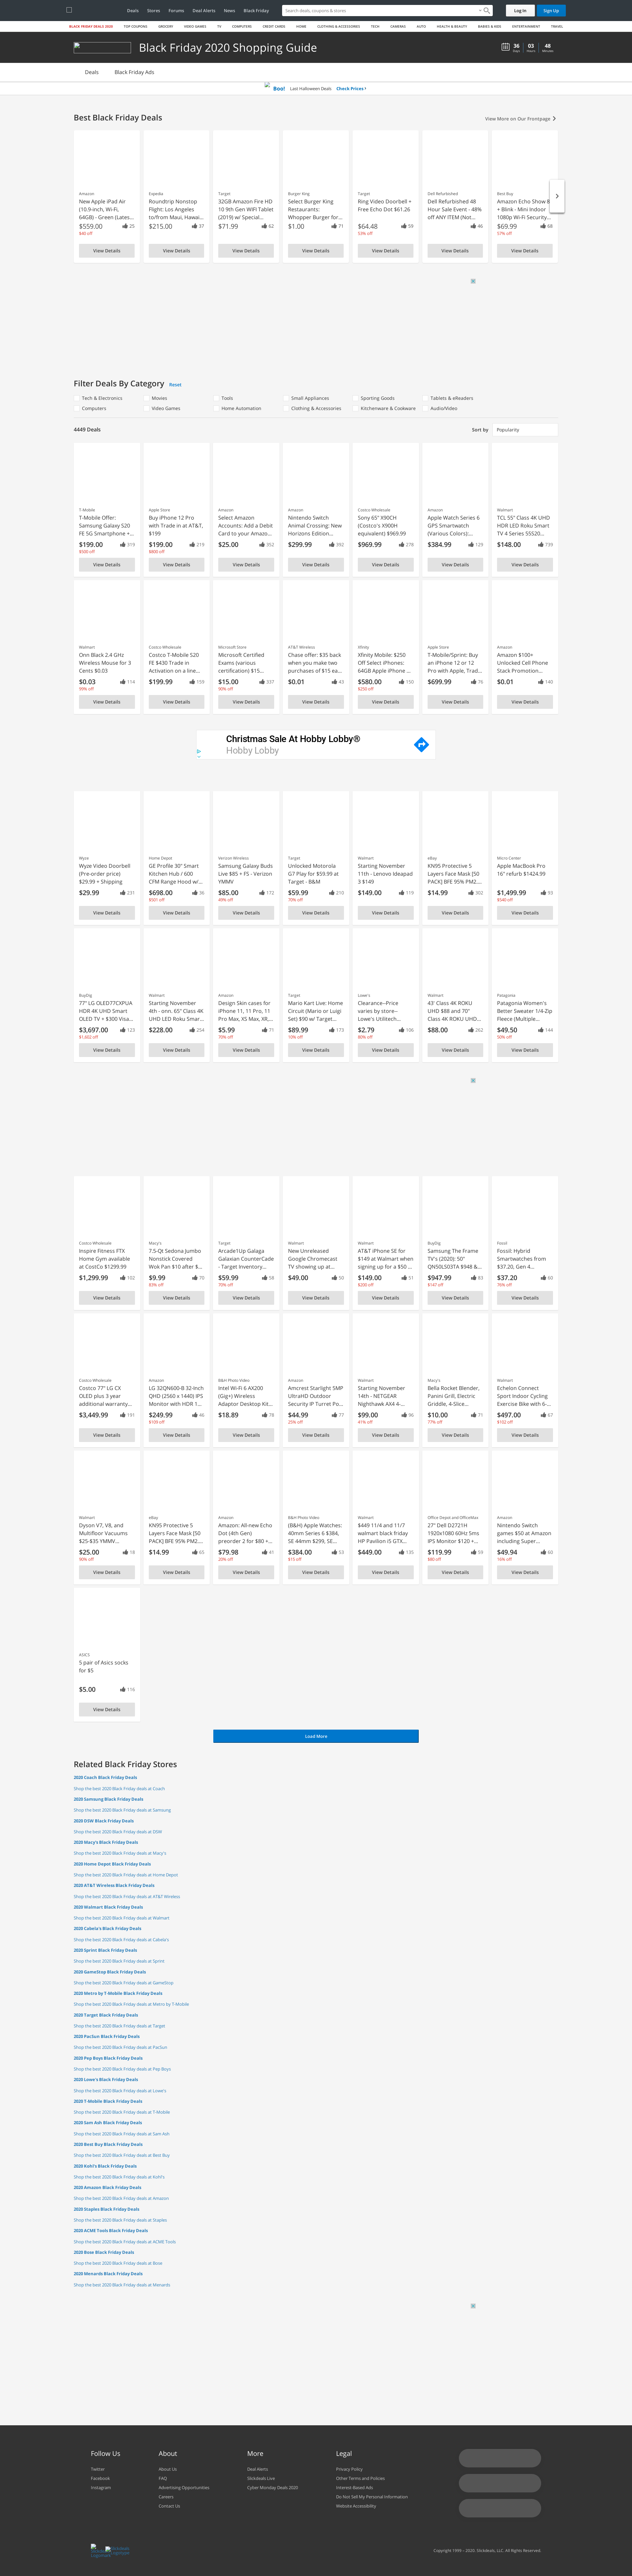 Deals Stores Forums Deal Alerts News Black Friday
Search deals, coupons & stores
Log In Sign Up
BLACK FRIDAY DEALS 2020 TOP COUPONS GROCERY VIDEO GAMES TV COMPUTERS CREDIT CARDS HOME CLOTHING & ACCESSORIES TECH CAMERAS AUTO HEALTH & BEAUTY BABIES & KIDS ENTERTAINMENT TRAVEL
Black Friday 2020 Shopping Guide
36 Days 03 Hours 48 Minutes
Deals Black Friday Ads
Boo! Last Halloween Deals Check Prices
Best Black Friday Deals
View More on Our Frontpage
Amazon
New Apple iPad Air (10.9-inch, Wi-Fi, 64GB) - Green (Lates...
$559.00 25
$40 off
View Details
Expedia
Roundtrip Nonstop Flight: Los Angeles to/from Maui, Hawai...
$215.00 37
View Details
Target
32GB Amazon Fire HD 10 9th Gen WIFI Tablet (2019) w/ Special...
$71.99 62
View Details
Burger King
Select Burger King Restaurants: Whopper Burger for...
$1.00 71
View Details
Target
Ring Video Doorbell + Free Echo Dot $61.26
$64.48 59
53% off
View Details
Dell Refurbished
Dell Refurbished 48 Hour Sale Event - 48% off ANY ITEM (Not...
46
View Details
Best Buy
Amazon Echo Show 8 + Blink - Mini Indoor 1080p Wi-Fi Security...
$69.99 68
57% off
View Details
Filter Deals By Category Reset
Tech & Electronics Movies Tools Small Appliances Sporting Goods Tablets & eReaders
Computers Video Games Home Automation Clothing & Accessories Kitchenware & Cookware Audio/Video
4449 Deals
Sort by Popularity
T-Mobile
T-Mobile Offer: Samsung Galaxy S20 FE 5G Smartphone +...
$199.00 319
$500 off
View Details
Apple Store
Buy iPhone 12 Pro with Trade in at AT&T, $199
$199.00 219
$800 off
View Details
Amazon
Select Amazon Accounts: Add a Debit Card to your Amazo...
$25.00 352
View Details
Amazon
Nintendo Switch Animal Crossing: New Horizons Edition...
$299.99 392
View Details
Costco Wholesale
Sony 65" X90CH (Costco's X900H equivalent) $969.99
$969.99 278
View Details
Amazon
Apple Watch Series 6 GPS Smartwatch (Various Colors):...
$384.99 129
View Details
Walmart
TCL 55" Class 4K UHD HDR LED Roku Smart TV 4 Series 55S20...
$148.00 739
View Details
Walmart
Onn Black 2.4 GHz Wireless Mouse for 3 Cents $0.03
$0.03 114
99% off
View Details
Costco Wholesale
Costco T-Mobile S20 FE $430 Trade in Activation on a line...
$199.99 159
View Details
Microsoft Store
Microsoft Certified Exams (various certification) $15...
$15.00 337
90% off
View Details
AT&T Wireless
Chase offer: $35 back when you make two purchases of $15 ea...
$0.01 43
View Details
Xfinity Mobile
Xfinity Mobile: $250 Off Select iPhones: 64GB Apple iPhone ...
$580.00 150
$250 off
View Details
Apple Store
T-Mobile/Sprint: Buy an iPhone 12 or 12 Pro with Apple, Trad...
$699.99 76
View Details
Amazon
Amazon $100+ Unlocked Cell Phone Stack Promotion...
$0.01 140
View Details
Christmas Sale At Hobby Lobby®
Hobby Lobby
Wyze
Wyze Video Doorbell (Pre-order price) $29.99 + Shipping
$29.99 231
View Details
Home Depot
GE Profile 30" Smart Kitchen Hub / 600 CFM Range Hood w/...
$698.00 36
$501 off
View Details
Verizon Wireless
Samsung Galaxy Buds Live $85 + FS - Verizon YMMV
$85.00 172
49% off
View Details
Target
Unlocked Motorola G7 Play for $59.99 at Target - B&M
$59.99 210
70% off
View Details
Walmart
Starting November 11th - Lenovo Ideapad 3 $149
$149.00 119
View Details
eBay
KN95 Protective 5 Layers Face Mask [50 PACK] BFE 95% PM2....
$14.99 302
View Details
Micro Center
Apple MacBook Pro 16" refurb $1424.99
$1,499.99 93
$540 off
View Details
BuyDig
77" LG OLED77CXPUA HDR 4K UHD Smart OLED TV + $300 Visa...
$3,697.00 123
$1,602 off
View Details
Walmart
Starting November 4th - onn. 65" Class 4K UHD LED Roku Smar...
$228.00 254
View Details
Amazon
Design Skin cases for iPhone 11, 11 Pro, 11 Pro Max, XS Max, XR,...
$5.99 71
70% off
View Details
Target
Mario Kart Live: Home Circuit (Mario or Luigi Set) $90 w/ Target...
$89.99 173
10% off
View Details
Lowe's
Clearance--Price varies by store--Lowe's Utilitech...
$2.79 106
80% off
View Details
Walmart
43' Class 4K ROKU UHD $88 and 70" Class 4K ROKU UHD...
$88.00 262
View Details
Patagonia
Patagonia Women's Better Sweater 1/4-Zip Fleece (Multiple...
$49.50 144
50% off
View Details
Costco Wholesale
Inspire Fitness FTX Home Gym available at CostCo $1299.99
$1,299.99 102
View Details
Macy's
7.5-Qt Sedona Jumbo Nonstick Covered Wok Pan $10 after $...
$9.99 70
83% off
View Details
Target
Arcade1Up Galaga Galaxian CounterCade - Target Inventory...
$59.99 58
70% off
View Details
Walmart
New Unreleased Google Chromecast TV showing up at...
$49.00 50
View Details
Walmart
AT&T iPhone SE for $149 at Walmart when signing up for a $50 ...
$149.00 51
$200 off
View Details
BuyDig
Samsung The Frame TV's (2020): 50" QN50LS03TA $948 &...
$947.99 83
$147 off
View Details
Fossil
Fossil: Hybrid Smartwatches from $37.20, Gen 4...
$37.20 60
76% off
View Details
Costco Wholesale
Costco 77" LG CX OLED plus 3 year additional warranty...
$3,449.99 191
View Details
Amazon
LG 32QN600-B 32-Inch QHD (2560 x 1440) IPS Monitor with HDR 1...
$249.99 46
$109 off
View Details
B&H Photo Video
Intel Wi-Fi 6 AX200 (Gig+) Wireless Adaptor Desktop Kit...
$18.89 78
View Details
Amazon
Amcrest Starlight 5MP UltraHD Outdoor Security IP Turret Po...
$44.99 77
25% off
View Details
Walmart
Starting November 14th - NETGEAR Nighthawk AX4 4-...
$99.00 96
41% off
View Details
Macy's
Bella Rocket Blender, Panini Grill, Electric Griddle, 4-Slice...
$10.00 71
77% off
View Details
Walmart
Echelon Connect Sport Indoor Cycling Exercise Bike with 6-...
$497.00 67
$102 off
View Details
Walmart
Dyson V7, V8, and Multifloor Vacuums $25-$35 YMMV...
$25.00 18
90% off
View Details
eBay
KN95 Protective 5 Layers Face Mask [50 PACK] BFE 95% PM2....
$14.99 65
View Details
Amazon
Amazon: All-new Echo Dot (4th Gen) preorder 2 for $80 +...
$79.98 41
20% off
View Details
B&H Photo Video
(B&H) Apple Watches: 40mm Series 6 $384, SE 44mm $299, SE...
$384.00 53
$15 off
View Details
Walmart
$449 11/4 and 11/7 walmart black friday HP Pavilion i5 GTX...
$449.00 135
View Details
Office Depot and OfficeMax
27" Dell D2721H 1920x1080 60Hz 5ms IPS Monitor $120 +...
$119.99 59
$80 off
View Details
Amazon
Nintendo Switch games $50 at Amazon including Super...
$49.94 60
16% off
View Details
ASICS
5 pair of Asics socks for $5
$5.00 116
View Details
Load More
Related Black Friday Stores
2020 Coach Black Friday Deals
Shop the best 2020 Black Friday deals at Coach
2020 Samsung Black Friday Deals
Shop the best 2020 Black Friday deals at Samsung
2020 DSW Black Friday Deals
Shop the best 2020 Black Friday deals at DSW
2020 Macy's Black Friday Deals
Shop the best 2020 Black Friday deals at Macy's
2020 Home Depot Black Friday Deals
Shop the best 2020 Black Friday deals at Home Depot
2020 AT&T Wireless Black Friday Deals
Shop the best 2020 Black Friday deals at AT&T Wireless
2020 Walmart Black Friday Deals
Shop the best 2020 Black Friday deals at Walmart
2020 Cabela's Black Friday Deals
Shop the best 2020 Black Friday deals at Cabela's
2020 Sprint Black Friday Deals
Shop the best 2020 Black Friday deals at Sprint
2020 GameStop Black Friday Deals
Shop the best 2020 Black Friday deals at GameStop
2020 Metro by T-Mobile Black Friday Deals
Shop the best 2020 Black Friday deals at Metro by T-Mobile
2020 Target Black Friday Deals
Shop the best 2020 Black Friday deals at Target
2020 PacSun Black Friday Deals
Shop the best 2020 Black Friday deals at PacSun
2020 Pep Boys Black Friday Deals
Shop the best 2020 Black Friday deals at Pep Boys
2020 Lowe's Black Friday Deals
Shop the best 2020 Black Friday deals at Lowe's
2020 T-Mobile Black Friday Deals
Shop the best 2020 Black Friday deals at T-Mobile
2020 Sam Ash Black Friday Deals
Shop the best 2020 Black Friday deals at Sam Ash
2020 Best Buy Black Friday Deals
Shop the best 2020 Black Friday deals at Best Buy
2020 Kohl's Black Friday Deals
Shop the best 2020 Black Friday deals at Kohl's
2020 Amazon Black Friday Deals
Shop the best 2020 Black Friday deals at Amazon
2020 Staples Black Friday Deals
Shop the best 2020 Black Friday deals at Staples
2020 ACME Tools Black Friday Deals
Shop the best 2020 Black Friday deals at ACME Tools
2020 Bose Black Friday Deals
Shop the best 2020 Black Friday deals at Bose
2020 Menards Black Friday Deals
Shop the best 2020 Black Friday deals at Menards
Follow Us
Twitter
Facebook
Instagram
About
About Us
FAQ
Advertising Opportunities
Careers
Contact Us
More
Deal Alerts
Slickdeals Live
Cyber Monday Deals 2020
Legal
Privacy Policy
Other Terms and Policies
Interest-Based Ads
Do Not Sell My Personal Information
Website Accessibility
Copyright 1999 - 2020. Slickdeals, LLC. All Rights Reserved.